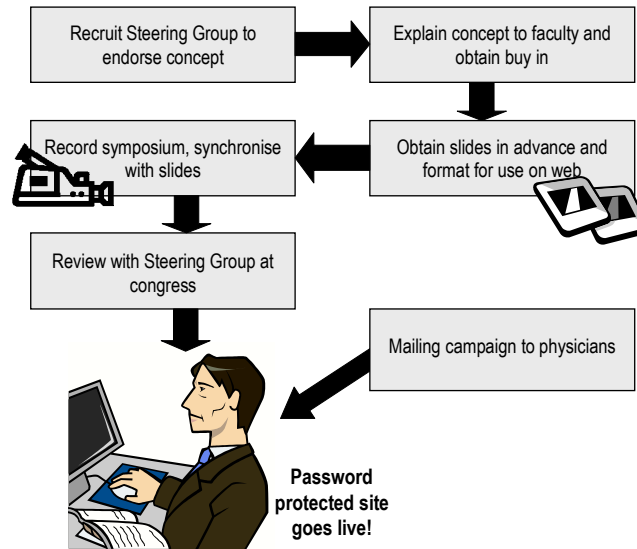 Recruit Steering Group to
endorse concept
Explain concept to faculty and
obtain buy in
Obtain slides in advance and
format for use on web
Record symposium, synchronise
with slides
Review with Steering Group at
congress
Mailing campaign to physicians
Password
protected site
goes live!